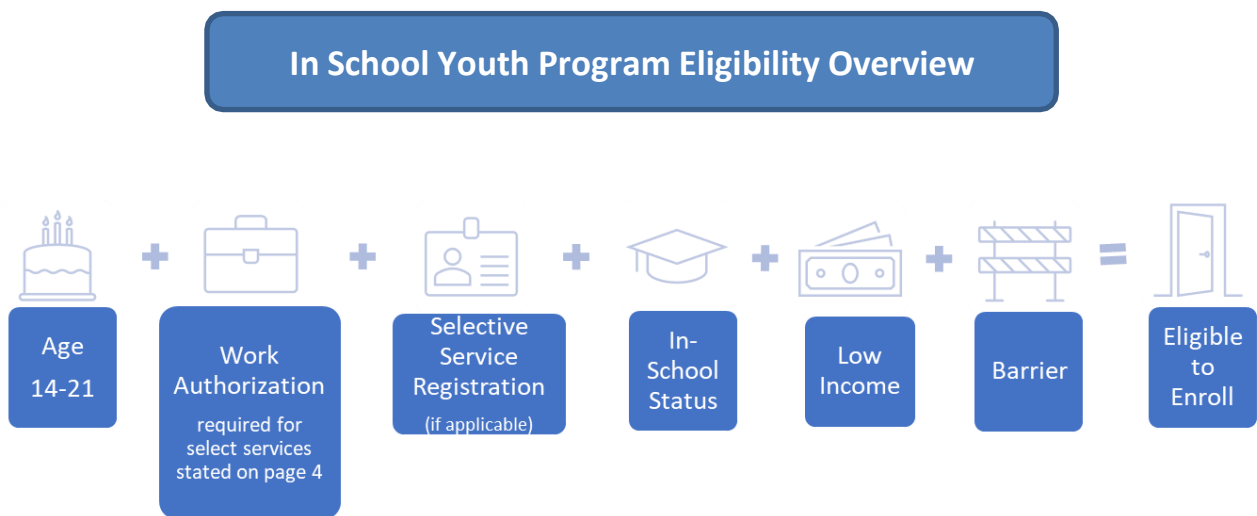 In School Youth Program Eligibility Overview
Age
14-21
Work
Authorization
required for
select services
stated on page 4
Selective
Service
Registration
(if applicable)
In-
School
Status
Low
Income
Barrier
Eligible
to
Enroll